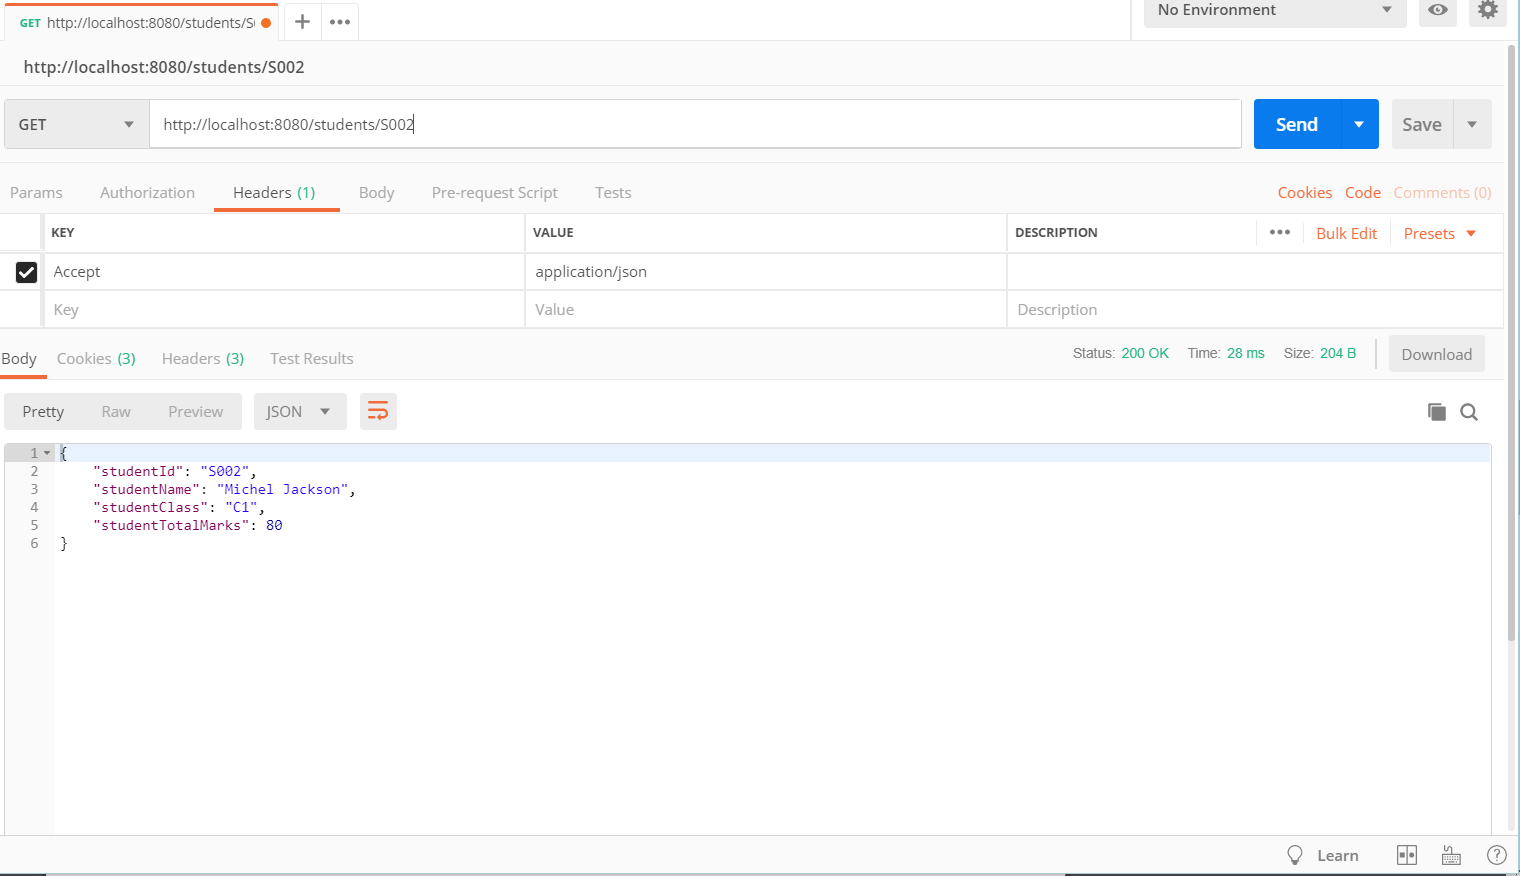 GET http://localhost:8080/students/S No Environment
http://localhost:8080/students/S002
GET http://localhost:8080/students/S002 Send Save
Params Authorization Headers (1) Body Pre-request Script Tests Cookies Code Comments (0)
KEY VALUE DESCRIPTION ••• Bulk Edit Presets
Accept application/json
Key Value Description
Body Cookies (3) Headers (3) Test Results Status: 200 OK Time: 28 ms Size: 204 B Download
Pretty Raw Preview JSON
1 {
2 "studentId": "S002",
3 "studentName": "Michel Jackson",
4 "studentClass": "C1",
5 "studentTotalMarks": 80
6 }
Learn